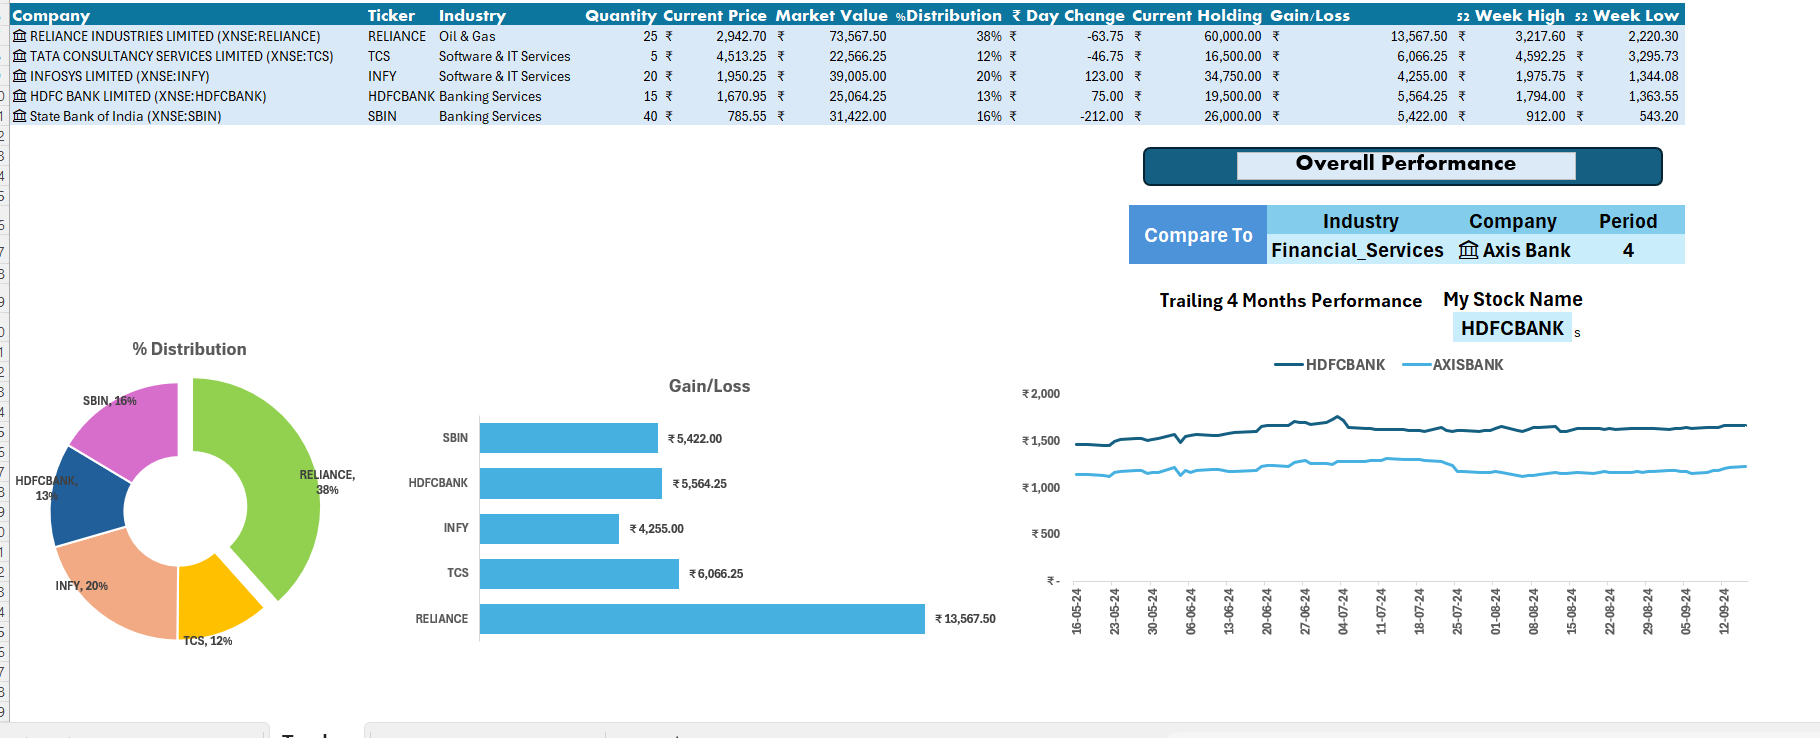 Company Ticker Industry Quantity Current Price Market Value %Distribution ₹ Day Change Current Holding Gain/Loss 52 Week High 52 Week Low
RELIANCE INDUSTRIES LIMITED (XNSE:RELIANCE) RELIANCE Oil & Gas 25 ₹ 2,942.70 ₹ 73,567.50 38% ₹ -63.75 ₹ 60,000.00 ₹ 13,567.50 ₹ 3,217.60 ₹ 2,220.30
TATA CONSULTANCY SERVICES LIMITED (XNSE:TCS) TCS Software & IT Services 5 ₹ 4,513.25 ₹ 22,566.25 12% ₹ -46.75 ₹ 16,500.00 ₹ 6,066.25 ₹ 4,592.25 ₹ 3,295.73
INFOSYS LIMITED (XNSE:INFY) INFY Software & IT Services 20 ₹ 1,950.25 ₹ 39,005.00 20% ₹ 123.00 ₹ 34,750.00 ₹ 4,255.00 ₹ 1,975.75 ₹ 1,344.08
HDFC BANK LIMITED (XNSE:HDFCBANK) HDFCBANK Banking Services 15 ₹ 1,670.95 ₹ 25,064.25 13% ₹ 75.00 ₹ 19,500.00 ₹ 5,564.25 ₹ 1,794.00 ₹ 1,363.55
State Bank of India (XNSE:SBIN) SBIN Banking Services 40 ₹ 785.55 ₹ 31,422.00 16% ₹ -212.00 ₹ 26,000.00 ₹ 5,422.00 ₹ 912.00 ₹ 543.20
Overall Performance
Compare To
Industry Company Period
Financial_Services Axis Bank 4
Trailing 4 Months Performance My Stock Name
HDFCBANK s
% Distribution
SBIN, 16%
HDFCBANK,
13%
RELIANCE,
38%
INFY, 20%
TCS, 12%
Gain/Loss
SBIN ₹ 5,422.00
HDFCBANK ₹ 5,564.25
INFY ₹ 4,255.00
TCS ₹ 6,066.25
RELIANCE ₹ 13,567.50
HDFCBANK AXISBANK
₹ 2,000
₹ 1,500
₹ 1,000
₹ 500
₹ -
16-05-24
23-05-24
30-05-24
06-06-24
13-06-24
20-06-24
27-06-24
04-07-24
11-07-24
18-07-24
25-07-24
01-08-24
08-08-24
15-08-24
22-08-24
29-08-24
05-09-24
12-09-24